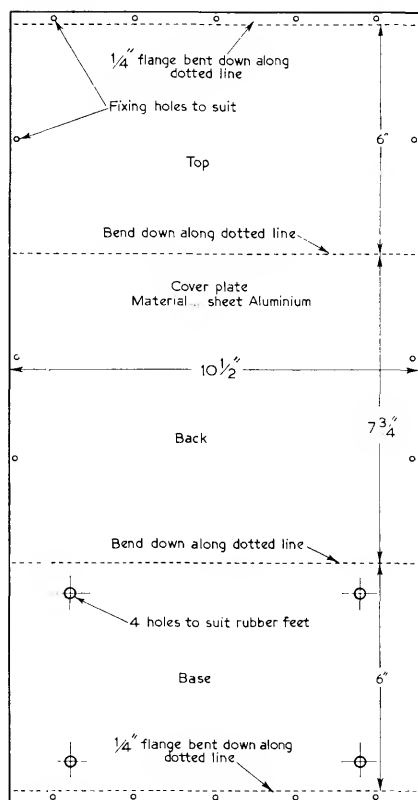 1/4" flange bent down along
dotted line
Fixing holes to suit
6"
Top
Bend down along dotted line
Cover plate
Material .. sheet Aluminium
10 1/2"
7 3/4"
Back
Bend down along dotted line
4 holes to suit rubber feet
Base
6"
1/4" flange bent down along
dotted line